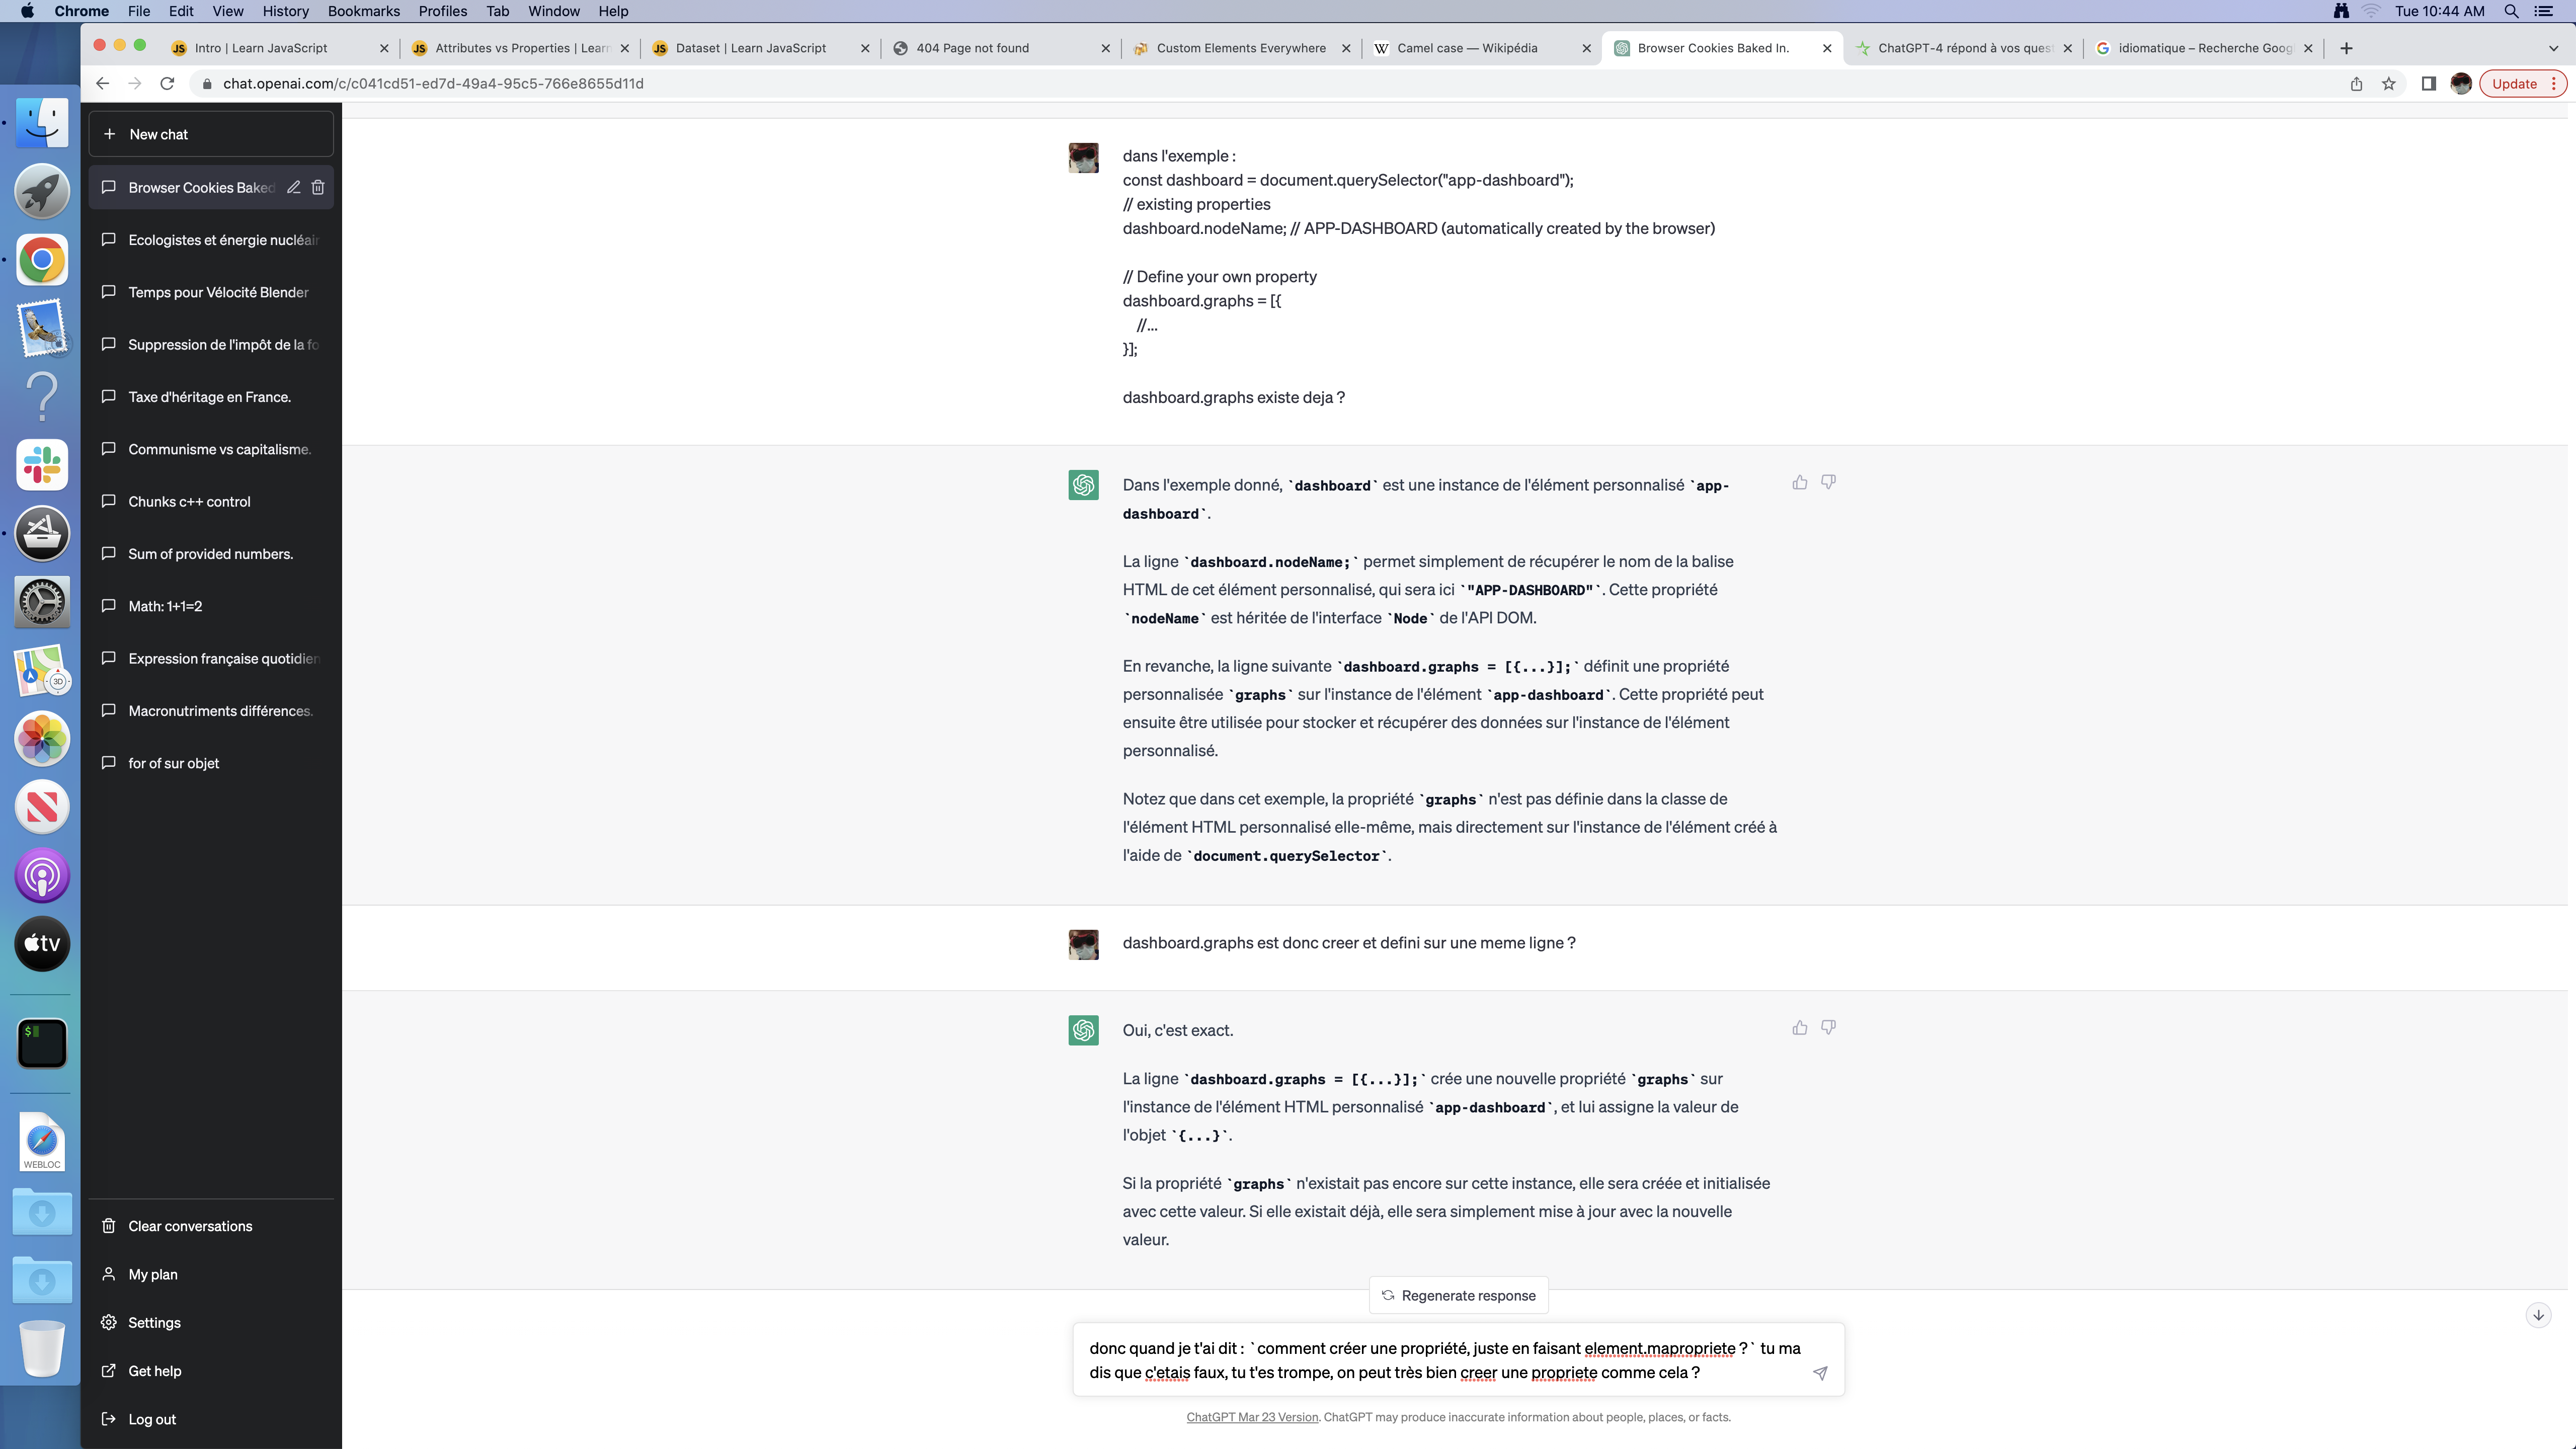 Chrome File Edit View History Bookmarks Profiles Tab Window Help Tue 10:44 AM
Intro | Learn JavaScript Attributes vs Properties | Learn Dataset | Learn JavaScript 404 Page not found Custom Elements Everywhere Camel case — Wikipédia Browser Cookies Baked In. ChatGPT-4 répond à vos quest idiomatique – Recherche Goog
chat.openai.com/c/c041cd51-ed7d-49a4-95c5-766e8655d11d Update
New chat
Browser Cookies Baked
Ecologistes et énergie nucléair
Temps pour Vélocité Blender
Suppression de l'impôt de la fo
Taxe d'héritage en France.
Communisme vs capitalisme.
Chunks c++ control
Sum of provided numbers.
Math: 1+1=2
Expression française quotidien
Macronutriments différences.
for of sur objet
Clear conversations
My plan
Settings
Get help
Log out
3D
tv
$
WEBLOC
dans l'exemple :
const dashboard = document.querySelector("app-dashboard");
// existing properties
dashboard.nodeName; // APP-DASHBOARD (automatically created by the browser)
// Define your own property
dashboard.graphs = [{
//...
}];
dashboard.graphs existe deja ?
Dans l'exemple donné, `dashboard` est une instance de l'élément personnalisé `app-
dashboard`.
La ligne `dashboard.nodeName;` permet simplement de récupérer le nom de la balise
HTML de cet élément personnalisé, qui sera ici `"APP-DASHBOARD"`. Cette propriété
`nodeName` est héritée de l'interface `Node` de l'API DOM.
En revanche, la ligne suivante `dashboard.graphs = [{...}];` définit une propriété
personnalisée `graphs` sur l'instance de l'élément `app-dashboard`. Cette propriété peut
ensuite être utilisée pour stocker et récupérer des données sur l'instance de l'élément
personnalisé.
Notez que dans cet exemple, la propriété `graphs` n'est pas définie dans la classe de
l'élément HTML personnalisé elle-même, mais directement sur l'instance de l'élément créé à
l'aide de `document.querySelector`.
dashboard.graphs est donc creer et defini sur une meme ligne ?
Oui, c'est exact.
La ligne `dashboard.graphs = [{...}];` crée une nouvelle propriété `graphs` sur
l'instance de l'élément HTML personnalisé `app-dashboard`, et lui assigne la valeur de
l'objet `{...}`.
Si la propriété `graphs` n'existait pas encore sur cette instance, elle sera créée et initialisée
avec cette valeur. Si elle existait déjà, elle sera simplement mise à jour avec la nouvelle
valeur.
Regenerate response
donc quand je t'ai dit : `comment créer une propriété, juste en faisant element.mapropriete ?` tu ma
dis que c'etais faux, tu t'es trompe, on peut très bien creer une propriete comme cela ?
ChatGPT Mar 23 Version. ChatGPT may produce inaccurate information about people, places, or facts.